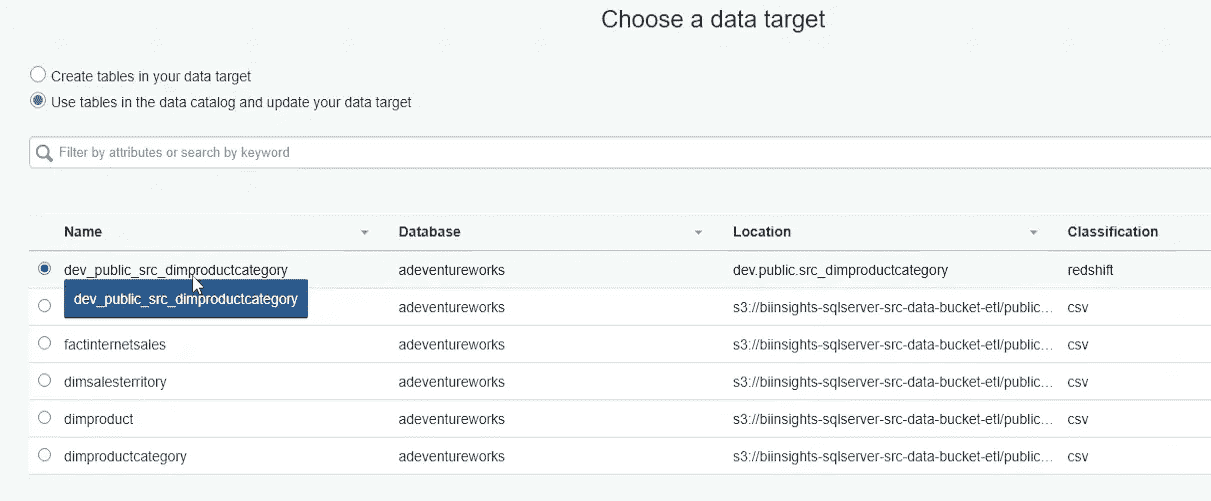 Choose a data target
Create tables in your data target
Use tables in the data catalog and update your data target
Filter by attributes or search by keyword
Name Database Location Classification
dev_public_src_dimproductcategory adeventureworks dev.public.src_dimproductcategory redshift
dev_public_src_dimproductcategory
adeventureworks s3://biinsights-sqlserver-src-data-bucket-etl/public... csv
factinternetsales adeventureworks s3://biinsights-sqlserver-src-data-bucket-etl/public... csv
dimsalesterritory adeventureworks s3://biinsights-sqlserver-src-data-bucket-etl/public... csv
dimproduct adeventureworks s3://biinsights-sqlserver-src-data-bucket-etl/public... csv
dimproductcategory adeventureworks s3://biinsights-sqlserver-src-data-bucket-etl/public... csv